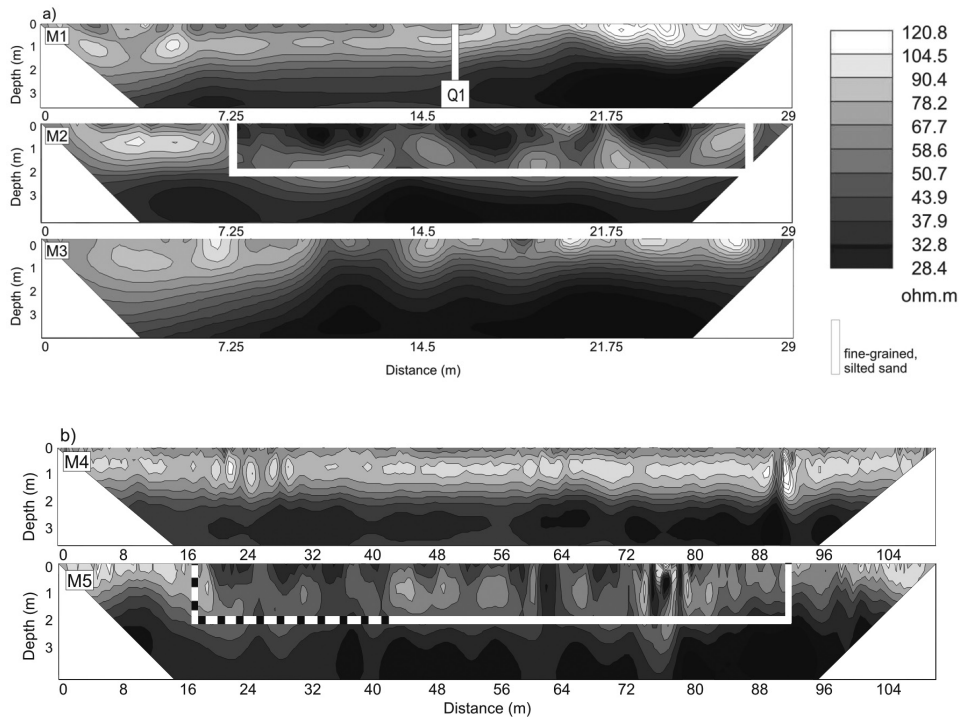 a)
M1
Depth (m)
0
1
2
3
Q1
0 7.25 14.5 21.75 29
M2
Depth (m)
0
1
2
3
0 7.25 14.5 21.75 29
M3
Depth (m)
0
1
2
3
0 7.25 14.5 21.75 29
Distance (m)
120.8
104.5
90.4
78.2
67.7
58.6
50.7
43.9
37.9
32.8
28.4
ohm.m
fine-grained,
silted sand
b)
M4
Depth (m)
0
1
2
3
0 8 16 24 32 40 48 56 64 72 80 88 96 104
M5
Depth (m)
0
1
2
3
0 8 16 24 32 40 48 56 64 72 80 88 96 104
Distance (m)